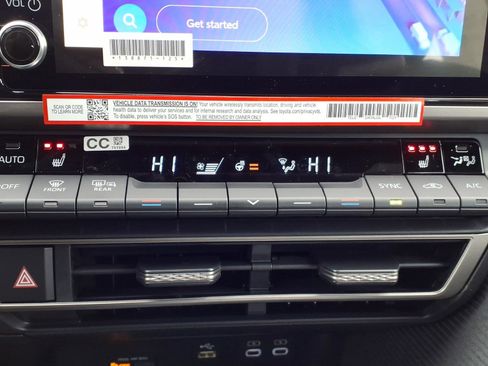 VOL
Get started
SCAN QR CODE
TO LEARN MORE
VEHICLE DATA TRANSMISSION IS ON! Your vehicle wirelessly transmits location, driving and vehicle
health data to deliver your services and for internal research and data analysis. See toyota.com/privacyvts.
To disable, press vehicle's SOS button. TO BE REMOVED BY OWNER ONLY
CC
AUTO
HI
HI
OFF
FRONT
REAR
SYNC
A/C